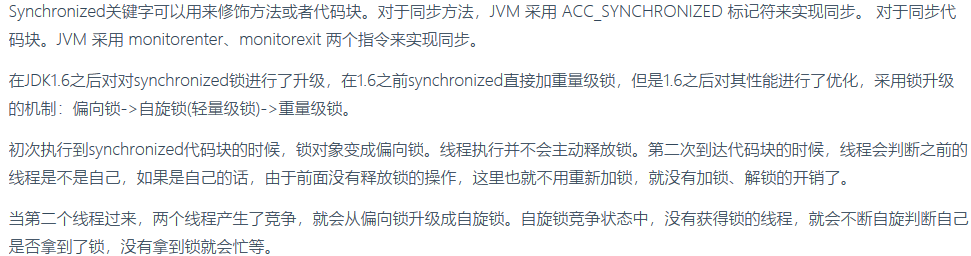 Synchronized关键字可以用来修饰方法或者代码块。对于同步方法，JVM 采用 ACC_SYNCHRONIZED 标记符来实现同步。 对于同步代
码块。JVM 采用 monitorenter、monitorexit 两个指令来实现同步。
在JDK1.6之后对对synchronized锁进行了升级，在1.6之前synchronized直接加重量级锁，但是1.6之后对其性能进行了优化，采用锁升级
的机制：偏向锁->自旋锁(轻量级锁)->重量级锁。
初次执行到synchronized代码块的时候，锁对象变成偏向锁。线程执行并不会主动释放锁。第二次到达代码块的时候，线程会判断之前的
线程是不是自己，如果是自己的话，由于前面没有释放锁的操作，这里也就不用重新加锁，就没有加锁、解锁的开销了。
当第二个线程过来，两个线程产生了竞争，就会从偏向锁升级成自旋锁。自旋锁竞争状态中，没有获得锁的线程，就会不断自旋判断自己
是否拿到了锁，没有拿到锁就会忙等。